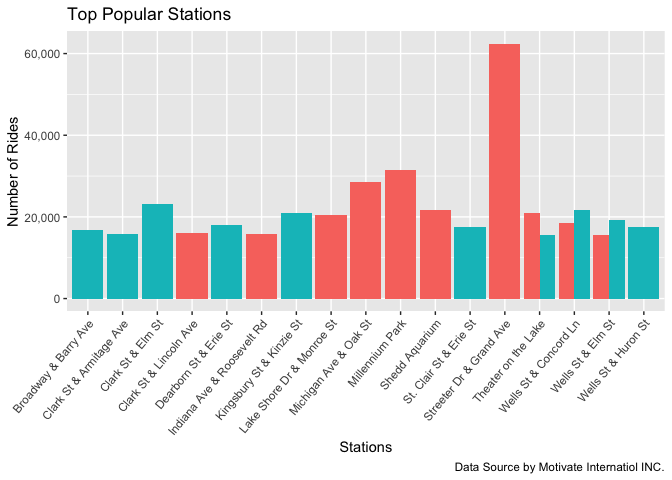 Top Popular Stations
Number of Rides
60,000
40,000
20,000
0
Broadway & Barry Ave
Clark St & Armitage Ave
Clark St & Elm St
Clark St & Lincoln Ave
Dearborn St & Erie St
Indiana Ave & Roosevelt Rd
Kingsbury St & Kinzie St
Lake Shore Dr & Monroe St
Michigan Ave & Oak St
Millennium Park
Shedd Aquarium
St. Clair St & Erie St
Streeter Dr & Grand Ave
Theater on the Lake
Wells St & Concord Ln
Wells St & Elm St
Wells St & Huron St
Stations
Data Source by Motivate Internatiol INC.